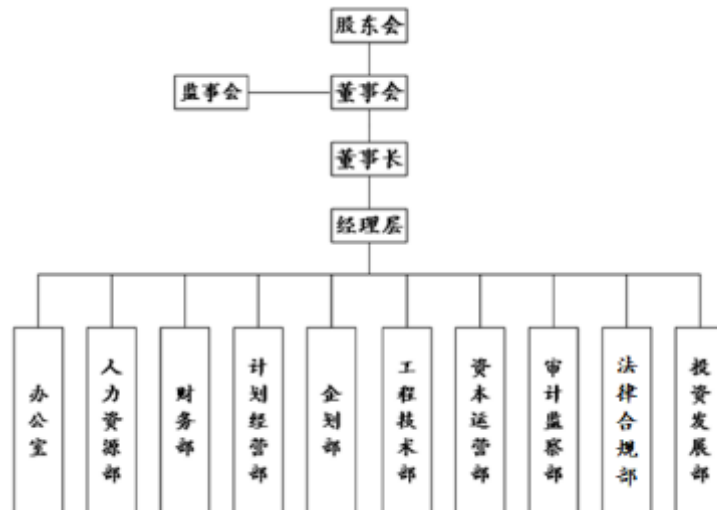 股东会
监事会
董事会
董事长
经理层
办公室
人力资源部
财务部
计划经营部
企划部
工程技术部
资本运营部
审计监察部
法律合规部
投资发展部